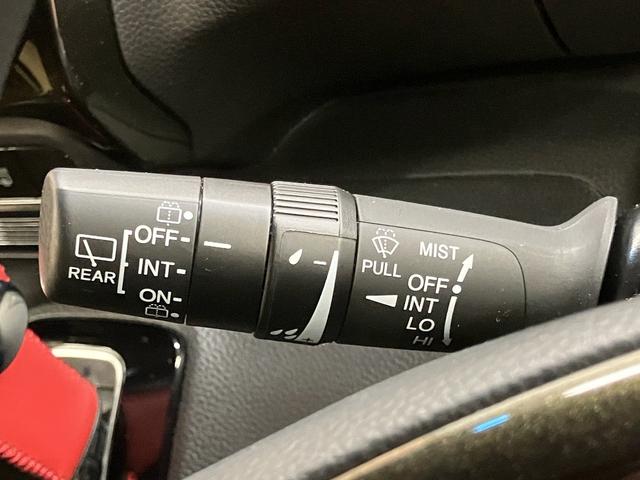 REAR
OFF
INT
ON
PULL
MIST
OFF
INT
LO
HI